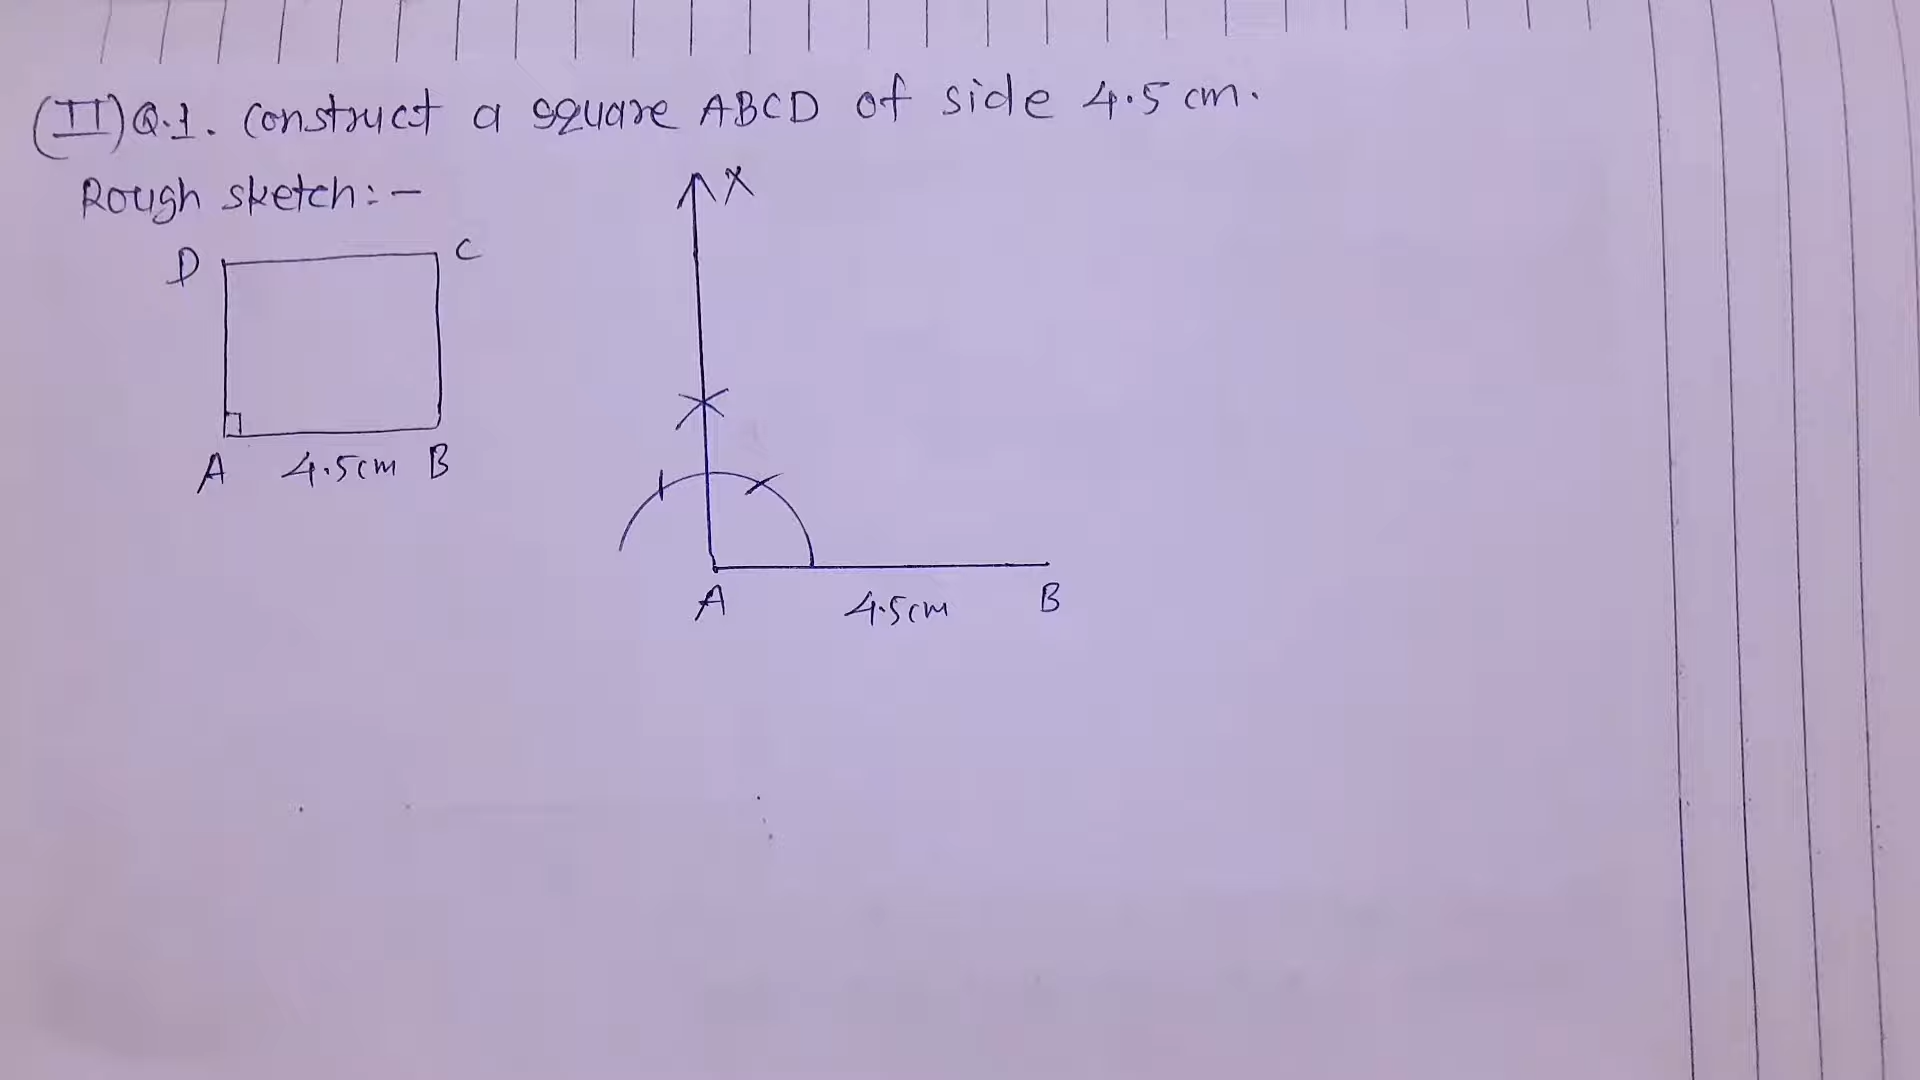 (II) Q.1. Construct a square ABCD of side 4.5 cm.
Rough sketch:-
D C
A 4.5cm B
X
A 4.5cm B